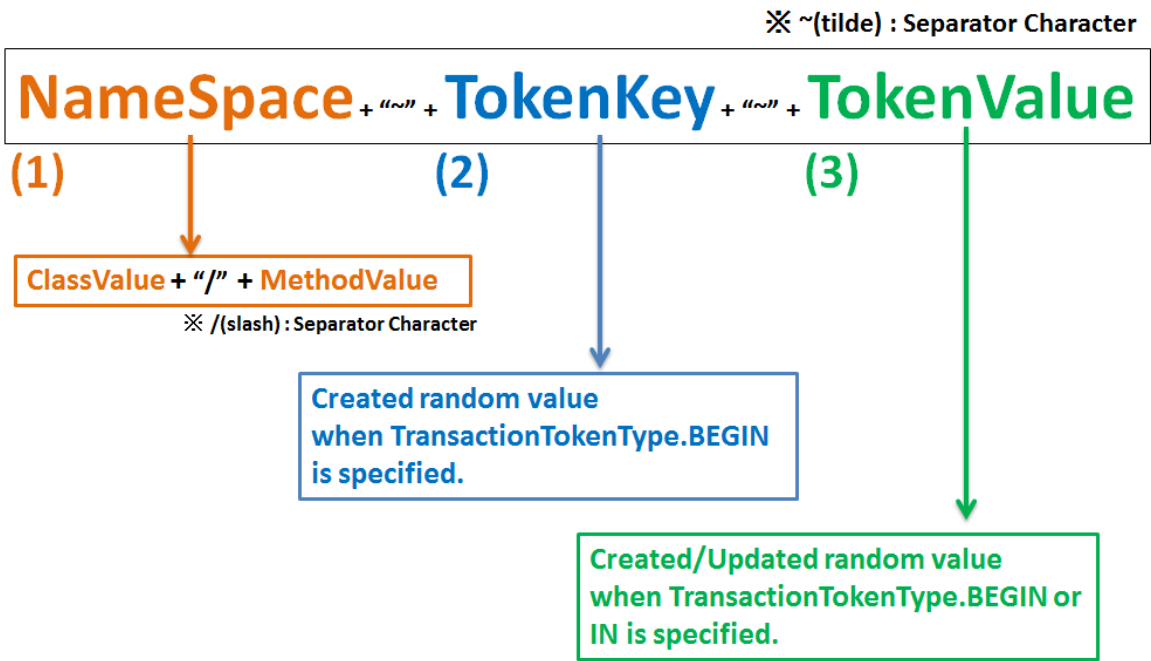 ※ ~(tilde) : Separator Character
NameSpace + “~” + TokenKey + “~” + TokenValue
(1) (2) (3)
ClassValue + “/” + MethodValue
※ /(slash) : Separator Character
Created random value
when TransactionTokenType.BEGIN
is specified.
Created/Updated random value
when TransactionTokenType.BEGIN or
IN is specified.